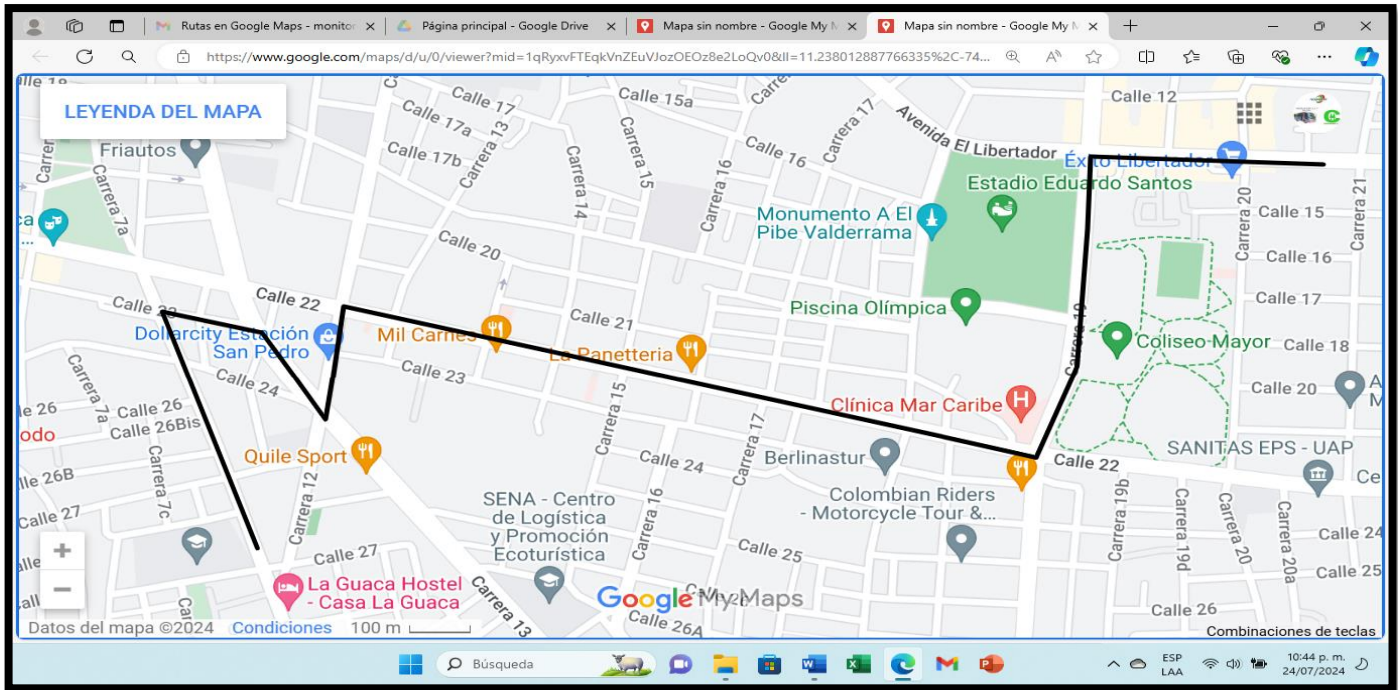 Rutas en Google Maps - monitor
Página principal - Google Drive
Mapa sin nombre - Google My M
Mapa sin nombre - Google My M
https://www.google.com/maps/d/u/0/viewer?mid=1qRyxvFTEqkVnZEuVJozOEOz8e2LoQv0&ll=11.238012887766335%2C-74...
LEYENDA DEL MAPA
Calle 17
Calle 15a
Calle 12
Carrera 17
Avenida El Libertador
Calle 17a
Carrera 13
Carrera 15
Friautos
Calle 17b
Carrera 14
Calle 16
Carrera 16
Éxito Libertador
Carrera 7a
Estadio Eduardo Santos
Carrera 20
Carrera 21
Monumento A El
Pibe Valderrama
Calle 15
Calle 20
Calle 16
Calle 22
Calle 17
Piscina Olímpica
Calle 21
Dollarcity Estación
San Pedro
Mil Carnes
La Panetteria
Carrera 19
Coliseo Mayor
Calle 18
Calle 23
Calle 24
Carrera 7a
Calle 20
Calle 26
Calle 26Bis
Carrera 15
Clínica Mar Caribe
Carrera 17
Quile Sport
Calle 24
Berlinastur
Calle 22
SANITAS EPS - UAP
Carrera 7c
Carrera 12
SENA - Centro
de Logística
y Promoción
Ecoturística
Carrera 16
Colombian Riders
- Motorcycle Tour &...
Carrera 19b
Carrera 19d
Carrera 20
Carrera 20a
Calle 27
Calle 24
Calle 27
Calle 25
Calle 25
La Guaca Hostel
- Casa La Guaca
Carrera 13
Google My Maps
Calle 26A
Calle 26
Datos del mapa ©2024
Condiciones
100 m
Combinaciones de teclas
Búsqueda
ESP
LAA
10:44 p. m.
24/07/2024